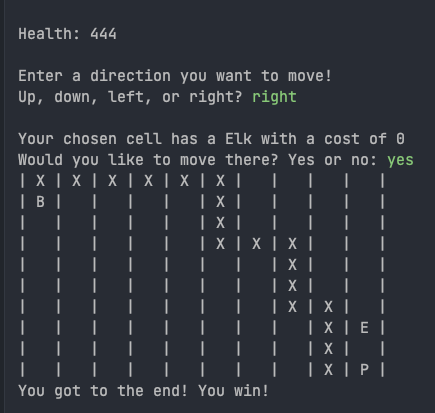 Health: 444
Enter a direction you want to move!
Up, down, left, or right? right
Your chosen cell has a Elk with a cost of 0
Would you like to move there? Yes or no: yes
| X | X | X | X | X | X |   |   |   |   |
| B |   |   |   |   | X |   |   |   |   |
|   |   |   |   |   | X |   |   |   |   |
|   |   |   |   |   | X | X | X |   |   |
|   |   |   |   |   |   |   | X |   |   |
|   |   |   |   |   |   |   | X |   |   |
|   |   |   |   |   |   |   | X | X |   |
|   |   |   |   |   |   |   |   | X | E |
|   |   |   |   |   |   |   |   | X |   |
|   |   |   |   |   |   |   |   | X | P |
You got to the end! You win!